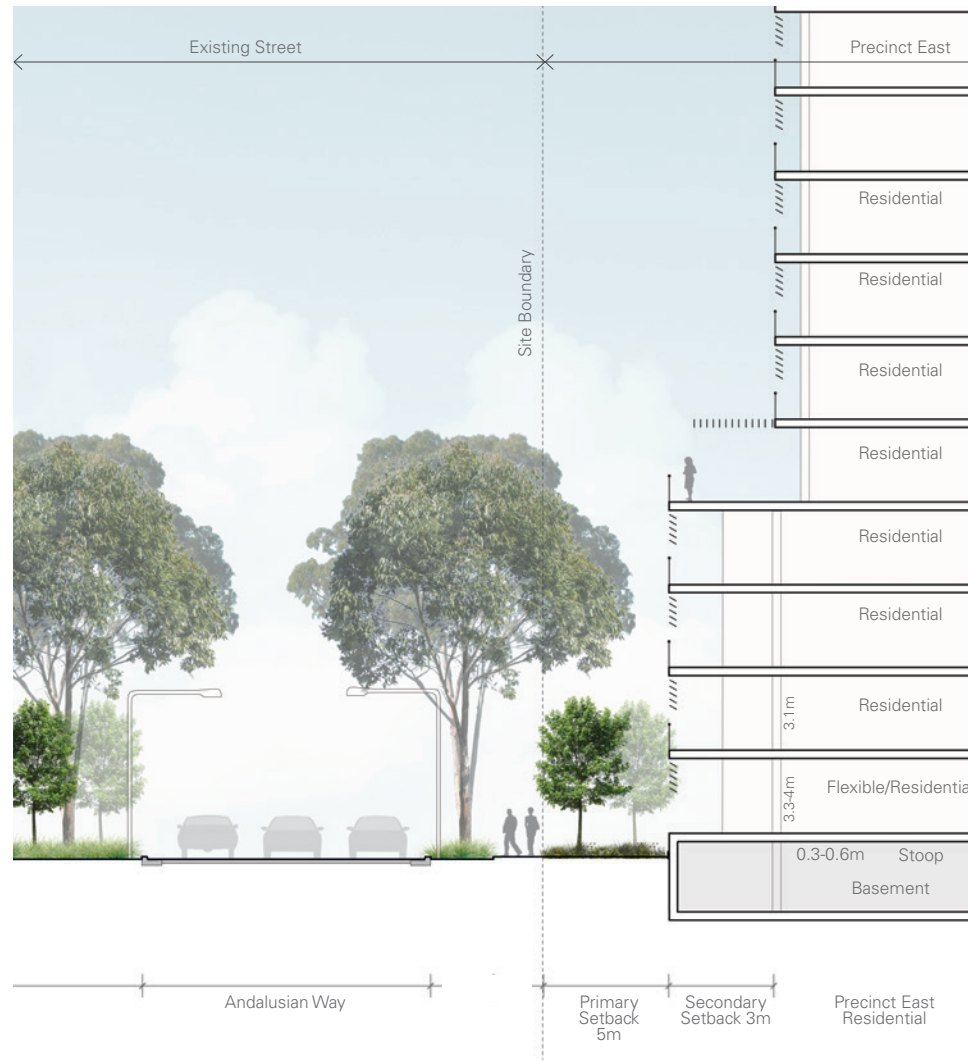 Existing Street
Precinct East
Site Boundary
Residential
Residential
Residential
Residential
Residential
Residential
3.1m
Residential
3.3-4m
Flexible/Residentia
0.3-0.6m Stoop
Basement
Andalusian Way
Primary
Setback
5m
Secondary
Setback 3m
Precinct East
Residential